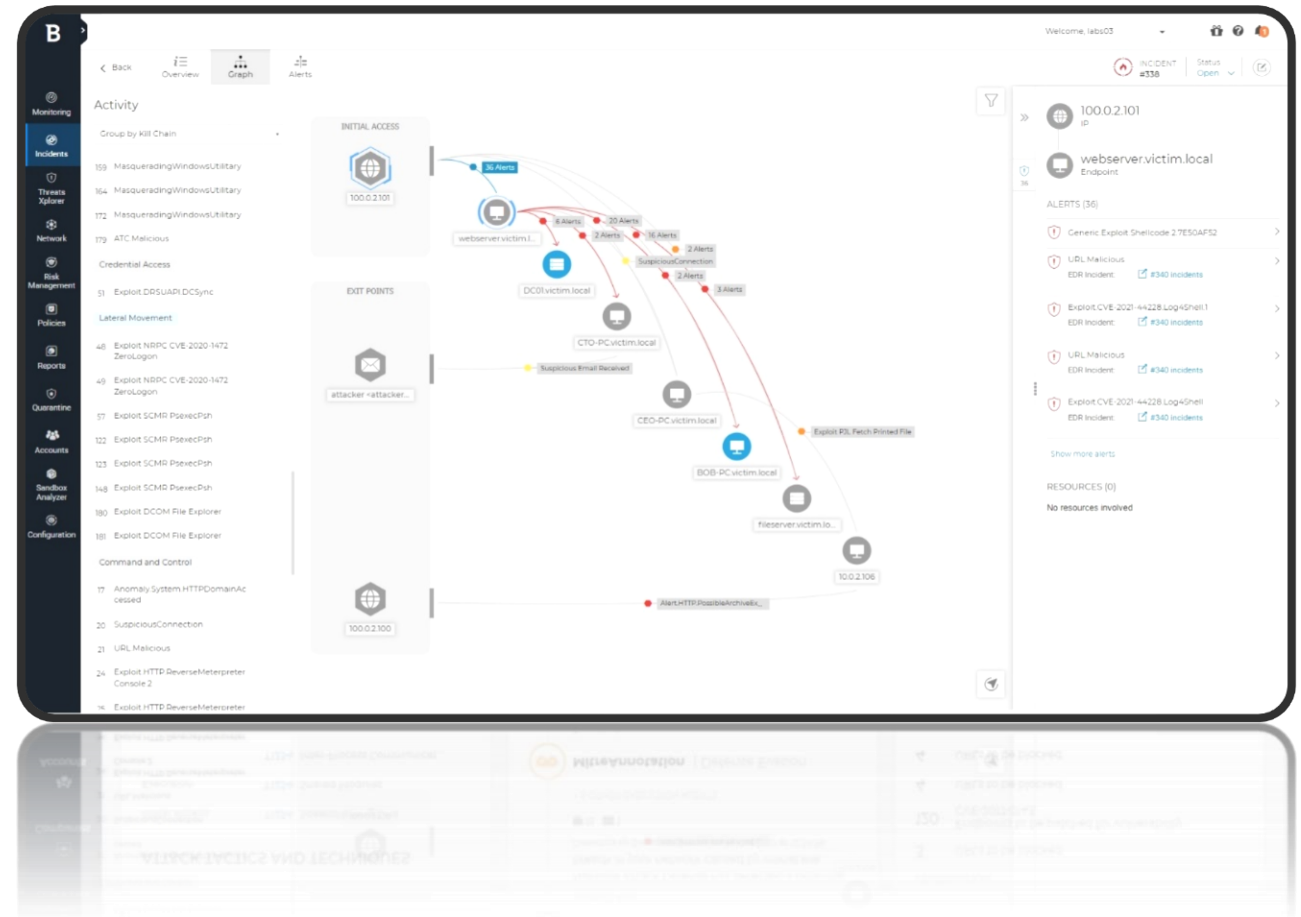 B
Welcome, labs03
Back
Overview
Graph
Alerts
INCIDENT
#338
Status
Open
Monitoring
Incidents
Threats
Xplorer
Network
Risk
Management
Policies
Reports
Quarantine
Accounts
Sandbox
Analyzer
Configuration
Activity
Group by Kill Chain
159 MasqueradingWindowsUtilitary
164 MasqueradingWindowsUtilitary
172 MasqueradingWindowsUtilitary
179 ATC Malicious
Credential Access
51 Exploit.DRSUAPI.DCSync
Lateral Movement
48 Exploit NRPC CVE-2020-1472
ZeroLogon
49 Exploit NRPC CVE-2020-1472
ZeroLogon
57 Exploit SCMR PsexecPsh
122 Exploit SCMR PsexecPsh
123 Exploit SCMR PsexecPsh
148 Exploit SCMR PsexecPsh
180 Exploit DCOM File Explorer
181 Exploit DCOM File Explorer
Command and Control
17 Anomaly.System.HTTPDomainAc
cessed
20 SuspiciousConnection
21 URL Malicious
24 Exploit HTTP ReverseMeterpreter
Console 2
Exploit HTTP ReverseMeterpreter
INITIAL ACCESS
100.0.2.101
EXIT POINTS
attacker <attacker...
100.0.2.100
36 Alerts
webserver.victim.l...
6 Alerts
20 Alerts
2 Alerts
16 Alerts
2 Alerts
SuspiciousConnection
2 Alerts
3 Alerts
DC01.victim.local
CTO-PC.victim.local
Suspicious Email Received
CEO-PC.victim.local
Exploit PJL Fetch Printed File
BOB-PC.victim.local
fileserver.victim.lo...
10.0.2.106
Alert.HTTP.PossibleArchiveEx_
100.0.2.101
IP
webserver.victim.local
Endpoint
36
ALERTS (36)
Generic Exploit Shellcode 2.7E50AF52
URL Malicious
EDR Incident: #340 incidents
Exploit.CVE-2021-44228.Log4Shell.1
EDR Incident: #340 incidents
URL Malicious
EDR Incident: #340 incidents
Exploit.CVE-2021-44228.Log4Shell
EDR Incident: #340 incidents
Show more alerts
RESOURCES (0)
No resources involved